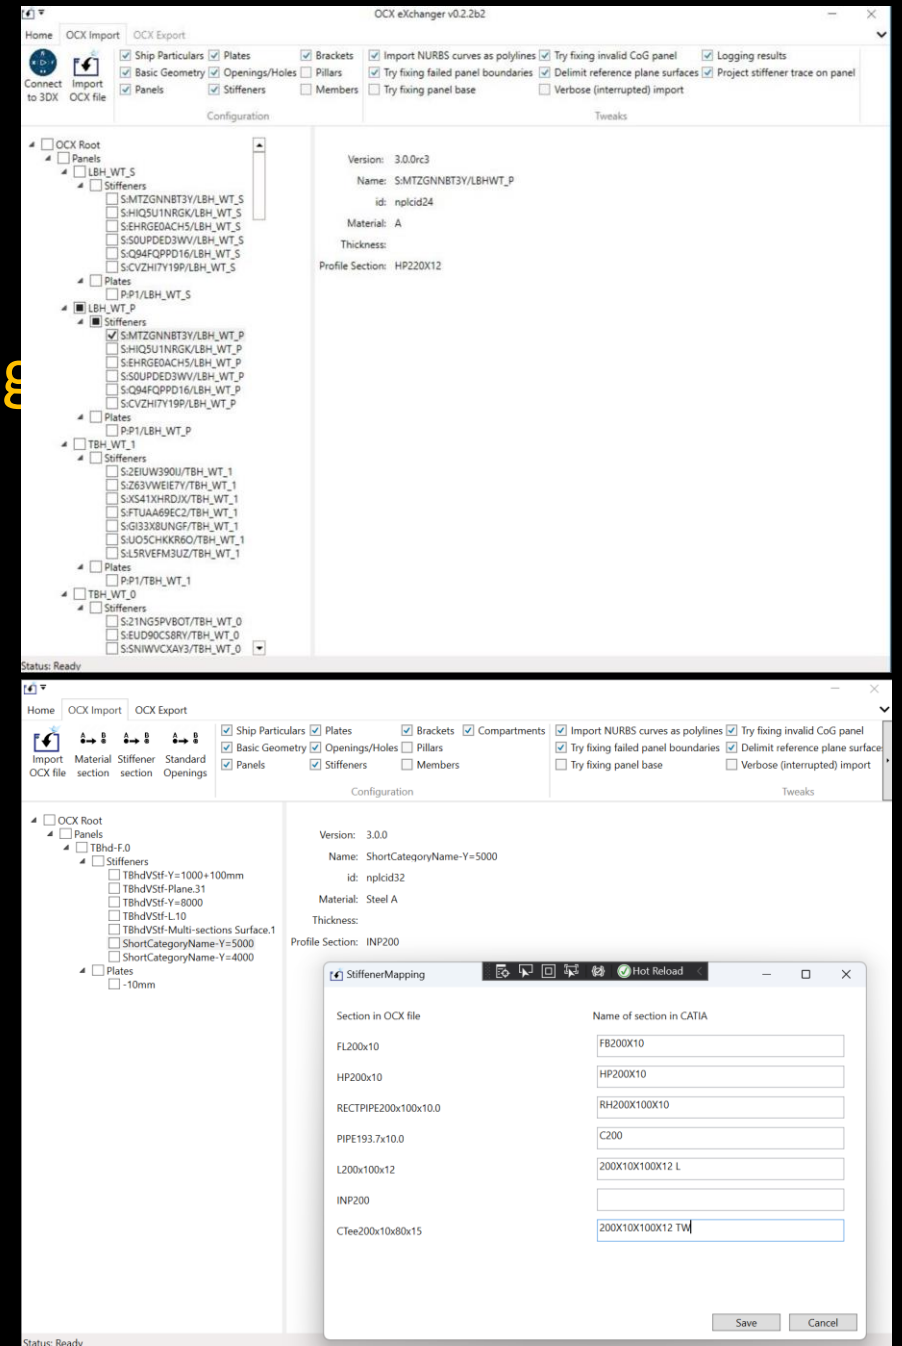 OCX eXchanger v0.2.2b2
Home OCX Import OCX Export
Connect to 3DX
Import OCX file
Ship Particulars Plates Brackets
Basic Geometry Openings/Holes Pillars
Panels Stiffeners Members
Configuration
Import NURBS curves as polylines Try fixing invalid CoG panel Logging results
Try fixing failed panel boundaries Delimit reference plane surfaces Project stiffener trace on panel
Try fixing panel base Verbose (interrupted) import
Tweaks
OCX Root
Panels
LBH_WT_S
Stiffeners
S:MTZGNNBT3Y/LBH_WT_S
S:HIQ5U1NRGK/LBH_WT_S
S:EHRGE0ACH5/LBH_WT_S
S:S0UPDED3WV/LBH_WT_S
S:Q94FQPPD16/LBH_WT_S
S:CVZHI7Y19P/LBH_WT_S
Plates
P:P1/LBH_WT_S
LBH_WT_P
Stiffeners
S:MTZGNNBT3Y/LBH_WT_P
S:HIQ5U1NRGK/LBH_WT_P
S:EHRGE0ACH5/LBH_WT_P
S:S0UPDED3WV/LBH_WT_P
S:Q94FQPPD16/LBH_WT_P
S:CVZHI7Y19P/LBH_WT_P
Plates
P:P1/LBH_WT_P
TBH_WT_1
Stiffeners
S:2EIUW390IJ/TBH_WT_1
S:Z63VWEIE7Y/TBH_WT_1
S:XS41XHRDJX/TBH_WT_1
S:FTUAA69EC2/TBH_WT_1
S:GI33X8UNGF/TBH_WT_1
S:UO5CHKKR6O/TBH_WT_1
S:L5RVEFM3UZ/TBH_WT_1
Plates
P:P1/TBH_WT_1
TBH_WT_0
Stiffeners
S:21NG5PVBOT/TBH_WT_0
S:EUD90CS8RY/TBH_WT_0
S:SNIWVCXAY3/TBH_WT_0
Version: 3.0.0rc3
Name: S:MTZGNNBT3Y/LBHWT_P
id: nplcid24
Material: A
Thickness:
Profile Section: HP220X12
Status: Ready
g
Home OCX Import OCX Export
Import OCX file
Material section
Stiffener section
Standard Openings
Ship Particulars Plates Brackets Compartments
Basic Geometry Openings/Holes Pillars
Panels Stiffeners Members
Configuration
Import NURBS curves as polylines Try fixing invalid CoG panel
Try fixing failed panel boundaries Delimit reference plane surface
Try fixing panel base Verbose (interrupted) import
Tweaks
OCX Root
Panels
TBhd-F.0
Stiffeners
TBhdVStf-Y=1000+100mm
TBhdVStf-Plane.31
TBhdVStf-Y=8000
TBhdVStf-L.10
TBhdVStf-Multi-sections Surface.1
ShortCategoryName-Y=5000
ShortCategoryName-Y=4000
Plates
-10mm
Version: 3.0.0
Name: ShortCategoryName-Y=5000
id: nplcid32
Material: Steel A
Thickness:
Profile Section: INP200
StiffenerMapping
Hot Reload
Section in OCX file Name of section in CATIA
FL200x10 FB200X10
HP200x10 HP200X10
RECTPIPE200x100x10.0 RH200X100X10
PIPE193.7x10.0 C200
L200x100x12 200X10X100X12 L
INP200
CTee200x10x80x15 200X10X100X12 TW
Save Cancel
Status: Ready